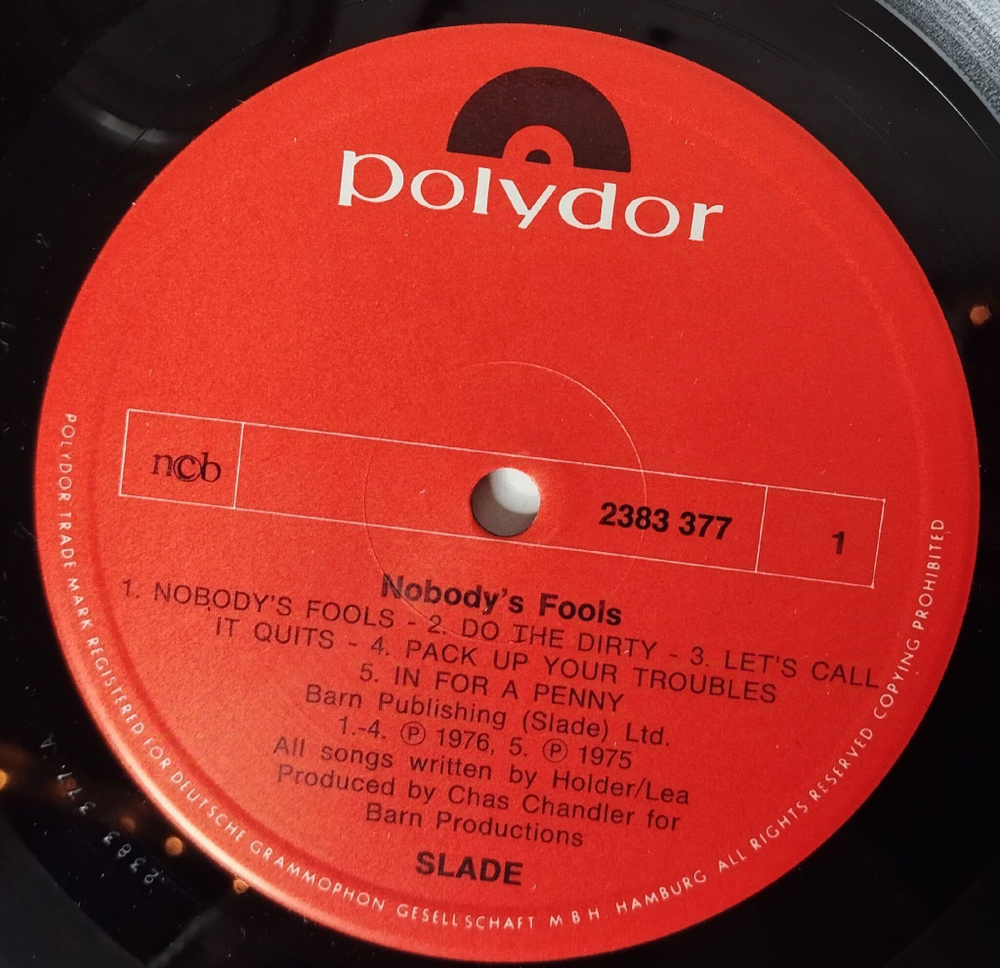 polydor
ncb
2383 377
1
Nobody's Fools
1. NOBODY'S FOOLS - 2. DO THE DIRTY - 3. LET'S CALL
IT QUITS - 4. PACK UP YOUR TROUBLES
5. IN FOR A PENNY
Barn Publishing (Slade) Ltd.
1.-4. Ⓟ 1976, 5. Ⓟ 1975
All songs written by Holder/Lea
Produced by Chas Chandler for
Barn Productions
SLADE
POLYDOR TRADE MARK REGISTERED FOR DEUTSCHE GRAMMOPHON GESELLSCHAFT M B H HAMBURG ALL RIGHTS RESERVED COPYING PROHIBITED